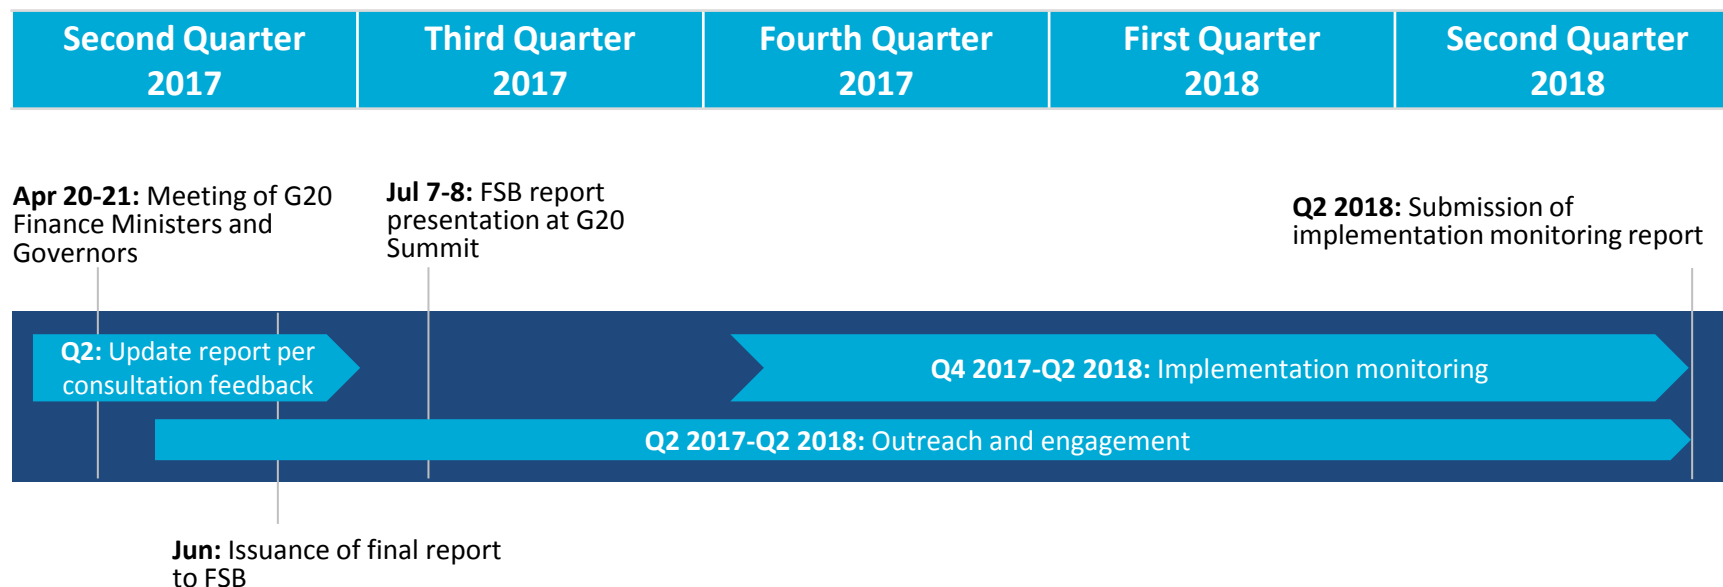 Second Quarter
2017
Third Quarter
2017
Fourth Quarter
2017
First Quarter
2018
Second Quarter
2018
Apr 20-21: Meeting of G20
Finance Ministers and
Governors
Jul 7-8: FSB report
presentation at G20
Summit
Q2 2018: Submission of
implementation monitoring report
Q2: Update report per
consultation feedback
Q4 2017-Q2 2018: Implementation monitoring
Q2 2017-Q2 2018: Outreach and engagement
Jun: Issuance of final report
to FSB